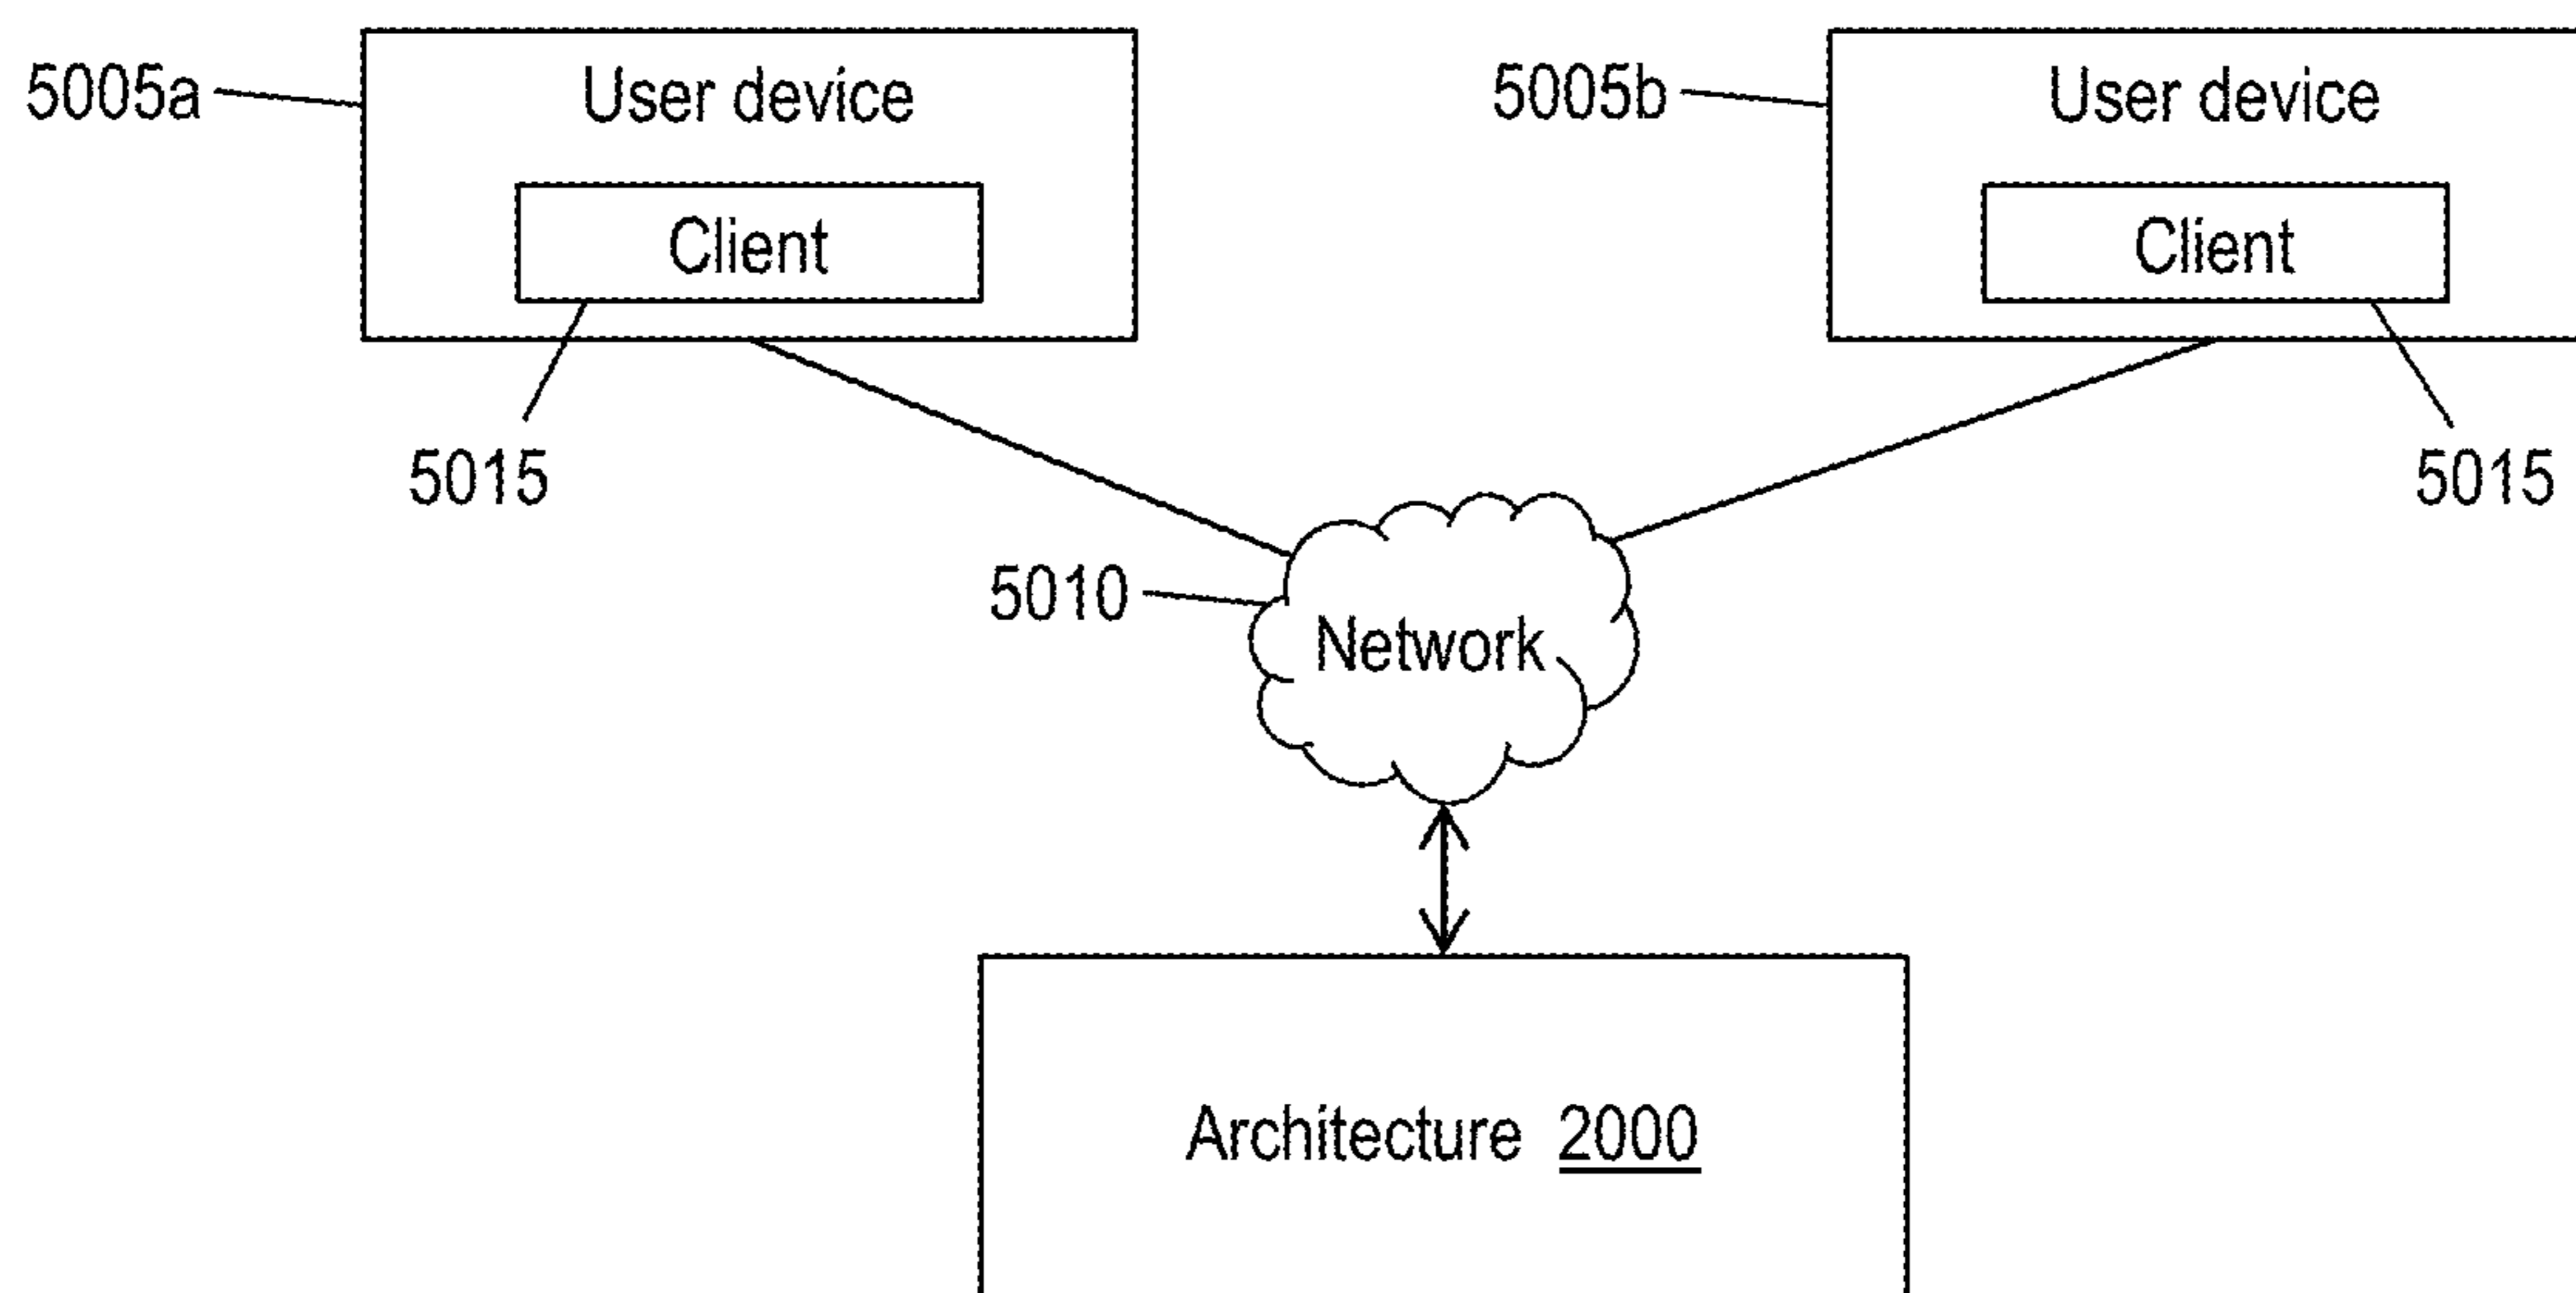 5005a
User device
5005b
User device
Client
Client
5015
5015
5010
Network
Architecture 2000